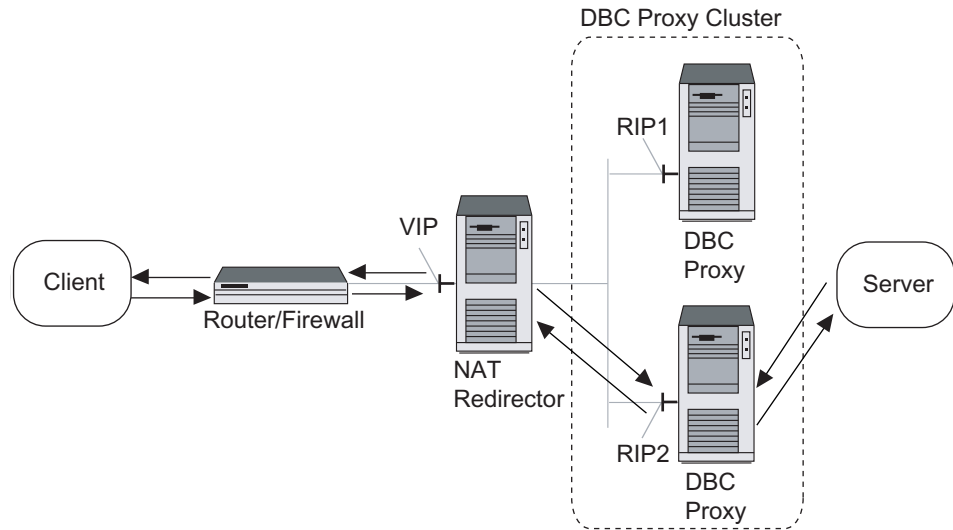 DBC Proxy Cluster
RIP1
VIP
DBC
Proxy
Client
Server
Router/Firewall
NAT
Redirector
RIP2
DBC
Proxy